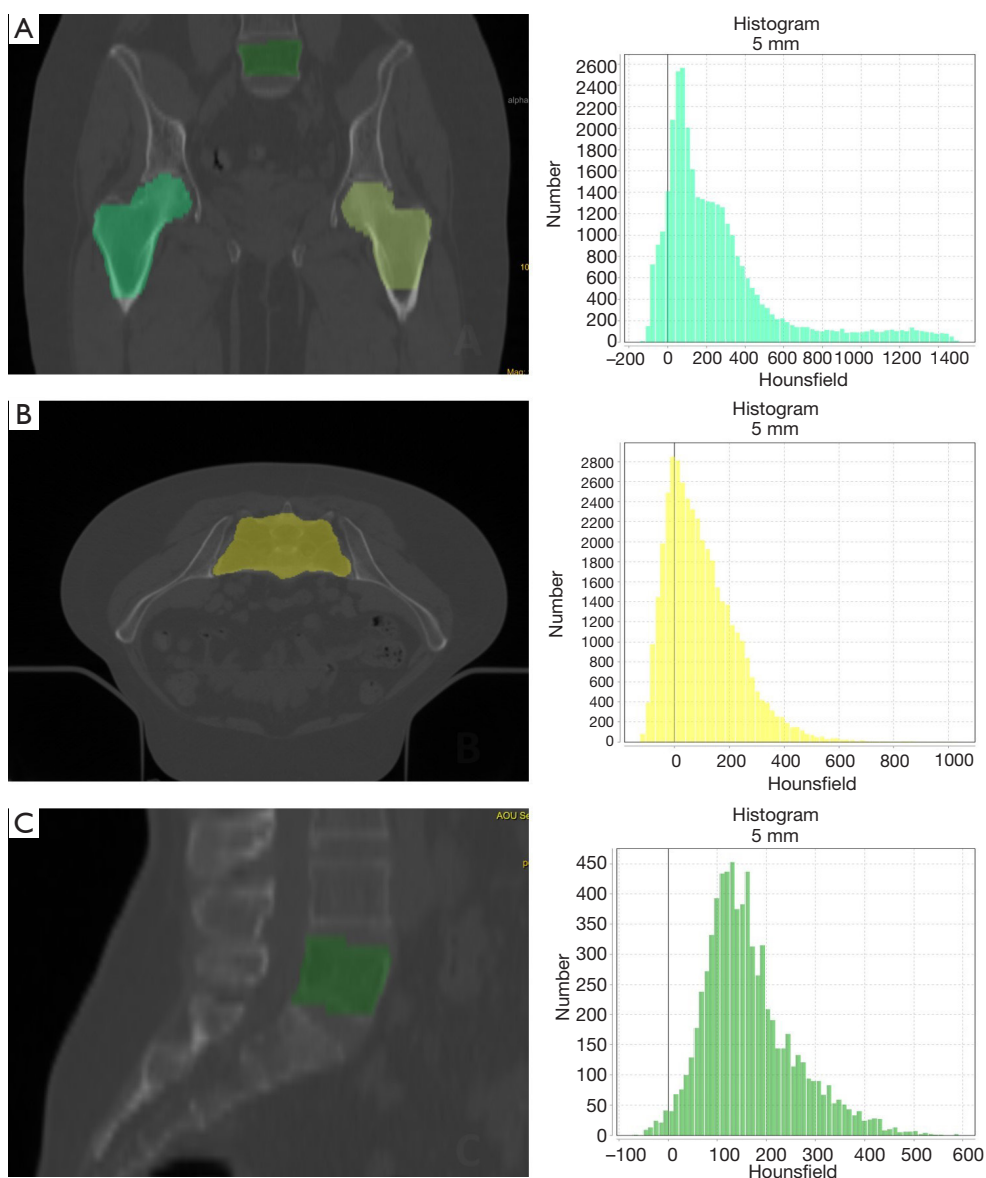 A
alpha
10
A
Mag:
Histogram
5 mm
2600
2400
2200
2000
1800
1600
1400
1200
1000
800
600
400
200
0
Number
−200 0 200 400 600 800 1000 1200 1400
Hounsfield
B
B
Histogram
5 mm
2800
2600
2400
2200
2000
1800
1600
1400
1200
1000
800
600
400
200
0
Number
0 200 400 600 800 1000
Hounsfield
C
AOU Se
C
Histogram
5 mm
450
400
350
300
250
200
150
100
50
0
Number
−100 0 100 200 300 400 500 600
Hounsfield